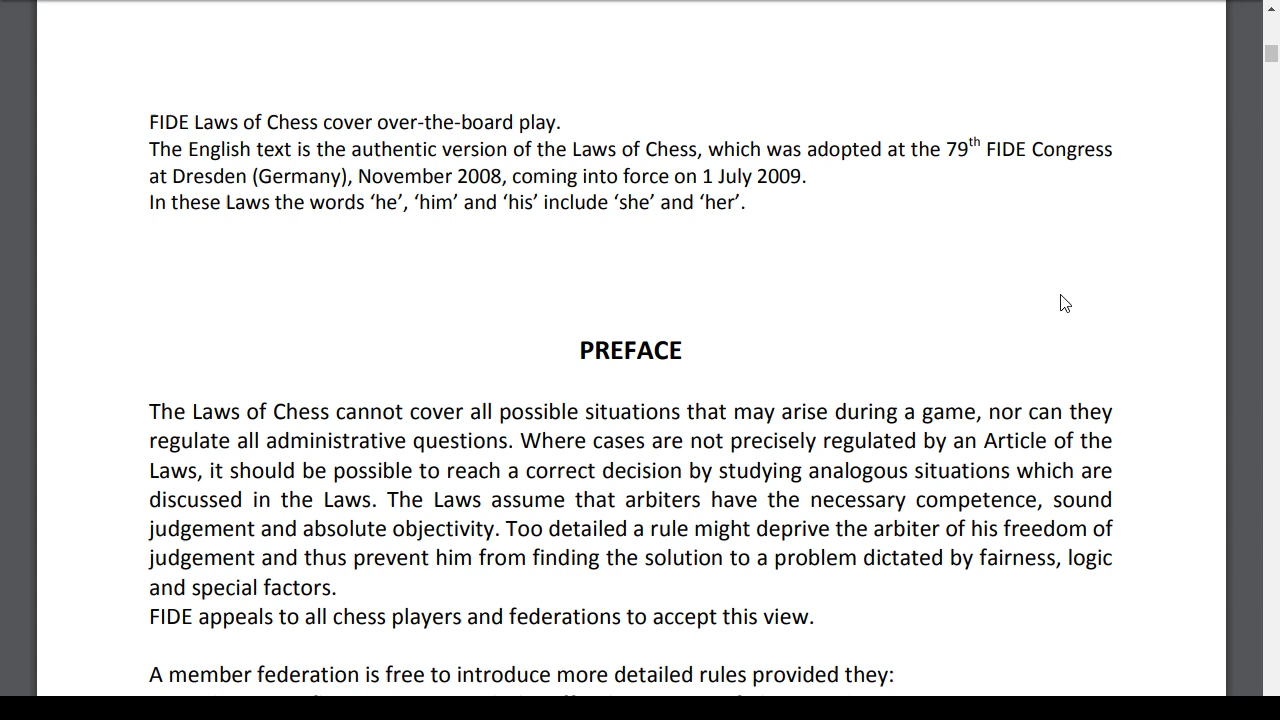 FIDE Laws of Chess cover over-the-board play.
The English text is the authentic version of the Laws of Chess, which was adopted at the 79th FIDE Congress
at Dresden (Germany), November 2008, coming into force on 1 July 2009.
In these Laws the words ‘he’, ‘him’ and ‘his’ include ‘she’ and ‘her’.
PREFACE
The Laws of Chess cannot cover all possible situations that may arise during a game, nor can they
regulate all administrative questions. Where cases are not precisely regulated by an Article of the
Laws, it should be possible to reach a correct decision by studying analogous situations which are
discussed in the Laws. The Laws assume that arbiters have the necessary competence, sound
judgement and absolute objectivity. Too detailed a rule might deprive the arbiter of his freedom of
judgement and thus prevent him from finding the solution to a problem dictated by fairness, logic
and special factors.
FIDE appeals to all chess players and federations to accept this view.
A member federation is free to introduce more detailed rules provided they: